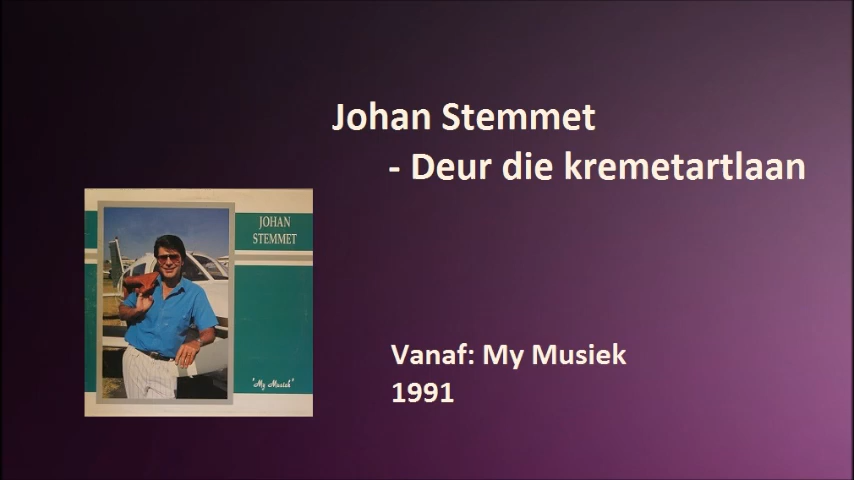 Johan Stemmet
- Deur die kremetartlaan
JOHAN
STEMMET
"My Musiek"
Vanaf: My Musiek
1991